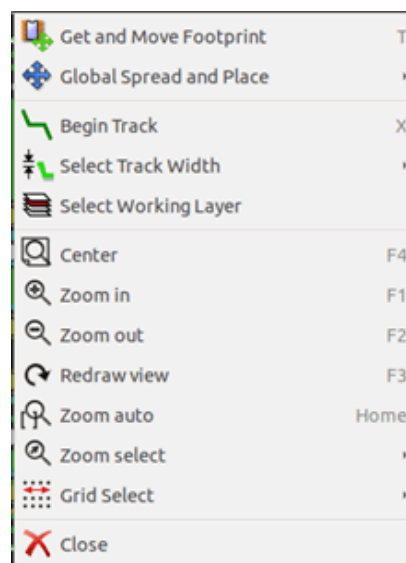 Get and Move Footprint T
Global Spread and Place
Begin Track X
Select Track Width
Select Working Layer
Center F4
Zoom in F1
Zoom out F2
Redraw view F3
Zoom auto Home
Zoom select
Grid Select
Close